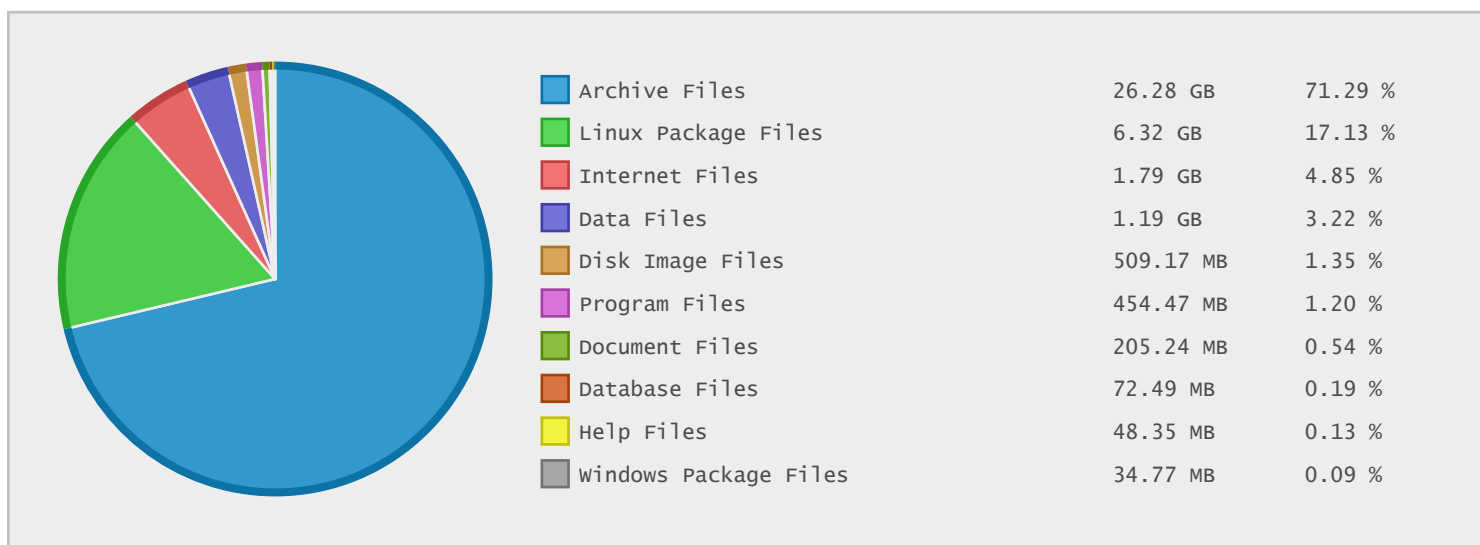 Archive Files 26.28 GB 71.29 %
Linux Package Files 6.32 GB 17.13 %
Internet Files 1.79 GB 4.85 %
Data Files 1.19 GB 3.22 %
Disk Image Files 509.17 MB 1.35 %
Program Files 454.47 MB 1.20 %
Document Files 205.24 MB 0.54 %
Database Files 72.49 MB 0.19 %
Help Files 48.35 MB 0.13 %
Windows Package Files 34.77 MB 0.09 %